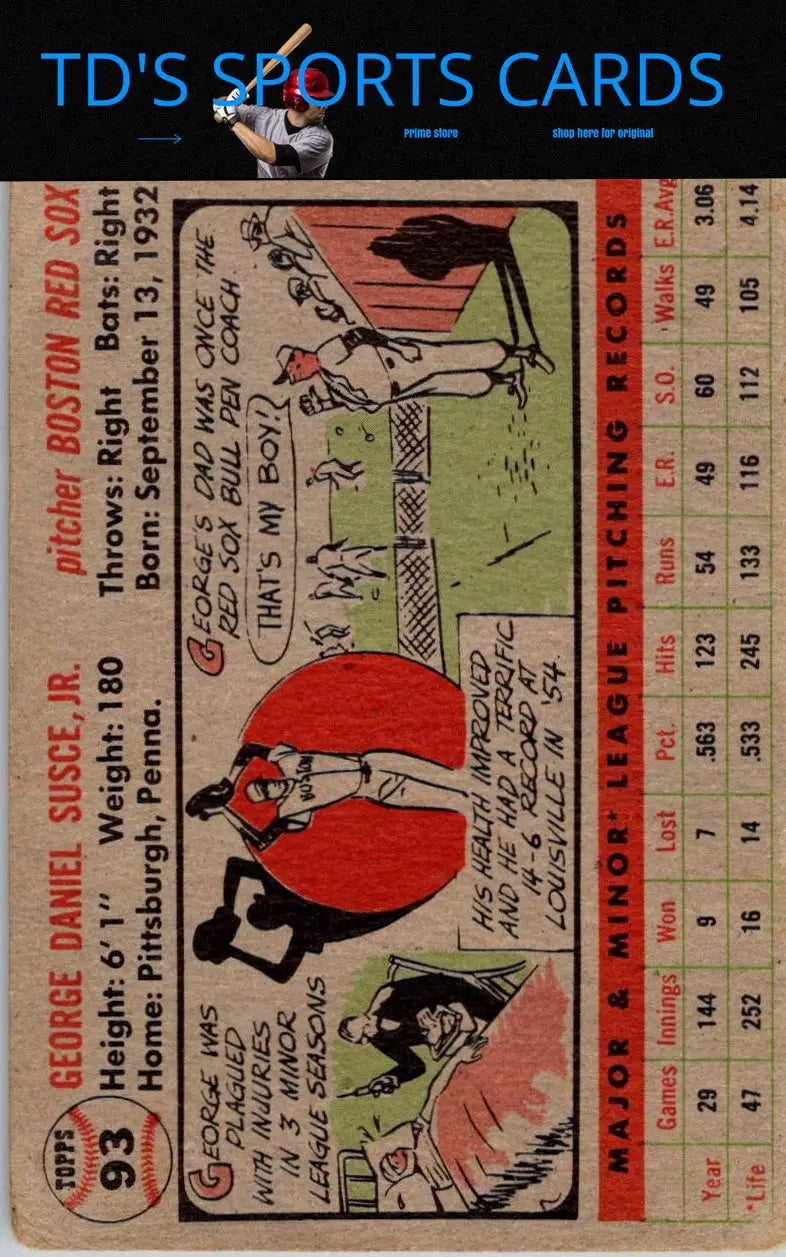 TD'S SPORTS CARDS
Prime store
shop here for original
TOPPS
93
GEORGE DANIEL SUSCE, JR. pitcher BOSTON RED SOX
Height: 6' 1" Weight: 180 Throws: Right Bats: Right
Home: Pittsburgh, Penna. Born: September 13, 1932
GEORGE WAS
PLAGUED
WITH INJURIES
IN 3 MINOR
LEAGUE SEASONS
BOSTON
HIS HEALTH IMPROVED
AND HE HAD A TERRIFIC
14-6 RECORD AT
LOUISVILLE IN '54.
GEORGE'S DAD WAS ONCE THE
RED SOX BULL PEN COACH.
THAT'S MY BOY!
MAJOR & MINOR* LEAGUE PITCHING RECORDS
Games Innings Won Lost Pct. Hits Runs E.R. S.O. Walks E.R.Avg
Year 29 144 9 7 .563 123 54 49 60 49 3.06
*Life 47 252 16 14 .533 245 133 116 112 105 4.14